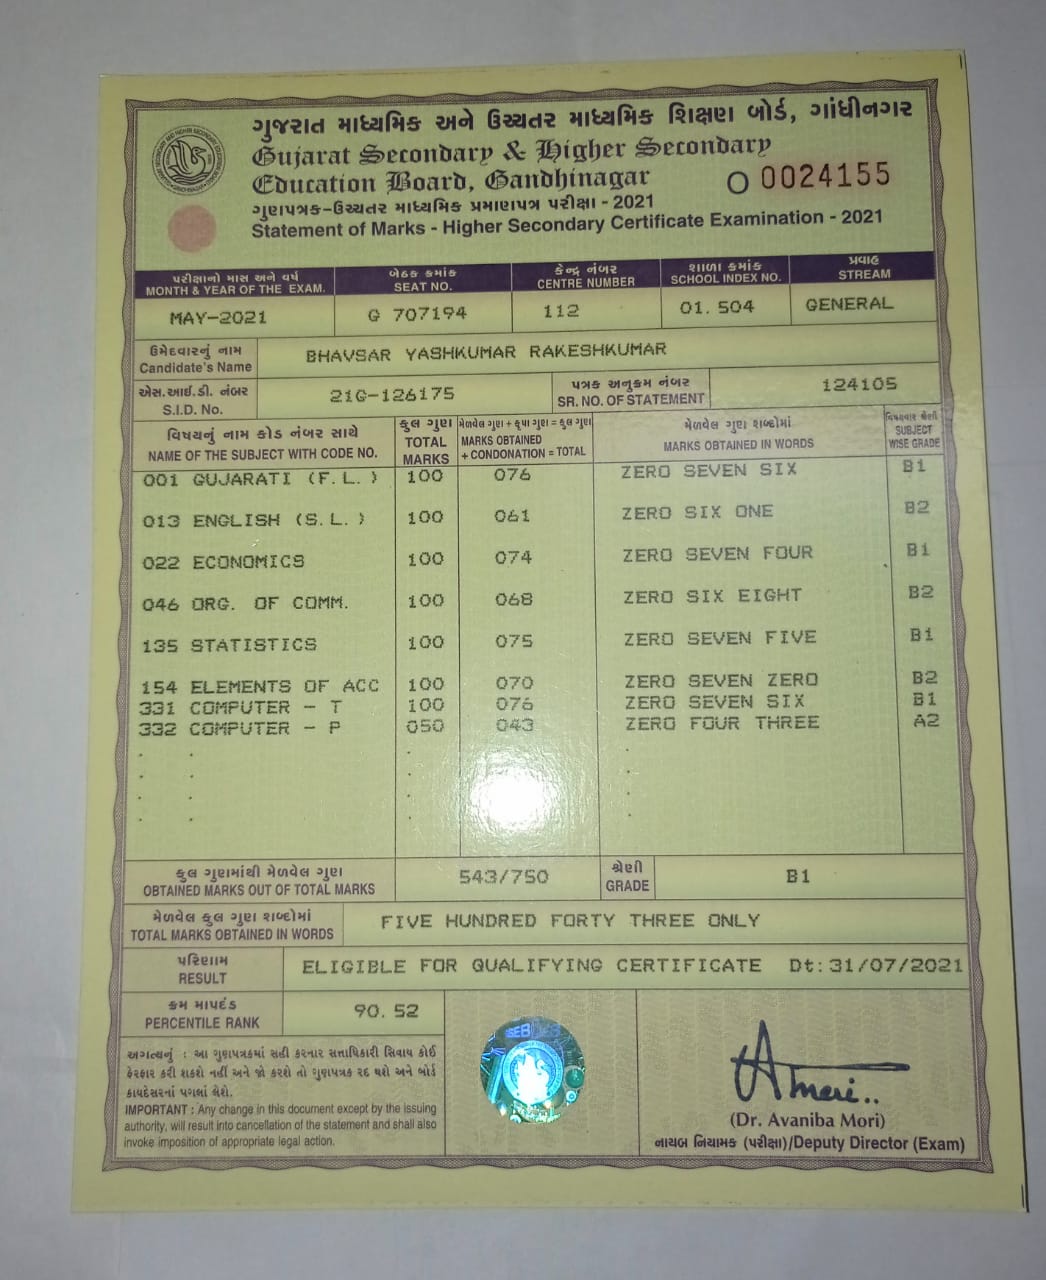 ગુજરાત માધ્યમિક અને ઉચ્ચતર માધ્યમિક શિક્ષણ બોર્ડ, ગાંધીનગર
Gujarat Secondary & Higher Secondary
Education Board, Gandhinagar
O 0024155
ગુણપત્રક-ઉચ્ચતર માધ્યમિક પ્રમાણપત્ર પરીક્ષા - 2021
Statement of Marks - Higher Secondary Certificate Examination - 2021
પરીક્ષાનો માસ અને વર્ષ બેઠક ક્રમાંક કેન્દ્ર નંબર શાળા ક્રમાંક પ્રવાહ
MONTH & YEAR OF THE EXAM. SEAT NO. CENTRE NUMBER SCHOOL INDEX NO. STREAM
MAY-2021 G 707194 112 01.504 GENERAL
ઉમેદવારનું નામ
Candidate's Name
BHAVSAR YASHKUMAR RAKESHKUMAR
એસ.આઈ.ડી. નંબર
S.I.D. No.
21G-126175
પત્રક અનુક્રમ નંબર
SR. NO. OF STATEMENT
124105
વિષયનું નામ કોડ નંબર સાથે
NAME OF THE SUBJECT WITH CODE NO.
કુલ ગુણ
TOTAL
MARKS
મેળવેલ ગુણ + કૃપા ગુણ = કુલ ગુણ
MARKS OBTAINED
+ CONDONATION = TOTAL
મેળવેલ ગુણ શબ્દોમાં
MARKS OBTAINED IN WORDS
વિષયવાર શ્રેણી
SUBJECT
WISE GRADE
001 GUJARATI (F.L.) 100 076 ZERO SEVEN SIX B1
013 ENGLISH (S.L.) 100 061 ZERO SIX ONE B2
022 ECONOMICS 100 074 ZERO SEVEN FOUR B1
046 ORG. OF COMM. 100 068 ZERO SIX EIGHT B2
135 STATISTICS 100 075 ZERO SEVEN FIVE B1
154 ELEMENTS OF ACC 100 070 ZERO SEVEN ZERO B2
331 COMPUTER - T 100 076 ZERO SEVEN SIX B1
332 COMPUTER - P 050 043 ZERO FOUR THREE A2
કુલ ગુણમાંથી મેળવેલ ગુણ
OBTAINED MARKS OUT OF TOTAL MARKS
543/750
શ્રેણી
GRADE
B1
મેળવેલ કુલ ગુણ શબ્દોમાં
TOTAL MARKS OBTAINED IN WORDS
FIVE HUNDRED FORTY THREE ONLY
પરિણામ
RESULT
ELIGIBLE FOR QUALIFYING CERTIFICATE Dt:31/07/2021
ક્રમ માપદંડ
PERCENTILE RANK
90.52
અગત્યનું : આ ગુણપત્રકમાં સહી કરનાર સત્તાધિકારી સિવાય કોઈ
ફેરફાર કરી શકશે નહીં અને જો કરશે તો ગુણપત્રક રદ થશે અને બોર્ડ
કાયદેસરનાં પગલાં લેશે.
IMPORTANT : Any change in this document except by the issuing
authority, will result into cancellation of the statement and shall also
invoke imposition of appropriate legal action.
(Dr. Avaniba Mori)
નાયબ નિયામક (પરીક્ષા)/Deputy Director (Exam)